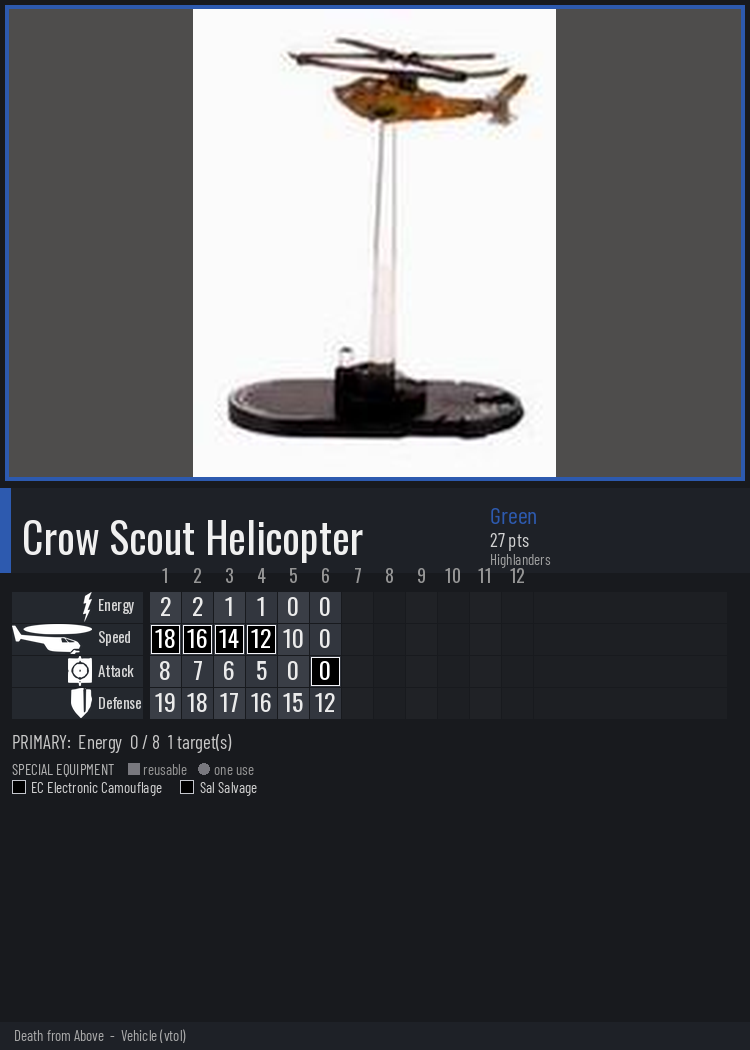 Crow Scout Helicopter
Green
27 pts
Highlanders
1 2 3 4 5 6 7 8 9 10 11 12
Energy 2 2 1 1 0 0
Speed 18 16 14 12 10 0
Attack 8 7 6 5 0 0
Defense 19 18 17 16 15 12
PRIMARY: Energy 0 / 8 1 target(s)
SPECIAL EQUIPMENT reusable one use
EC Electronic Camouflage Sal Salvage
Death from Above - Vehicle (vtol)